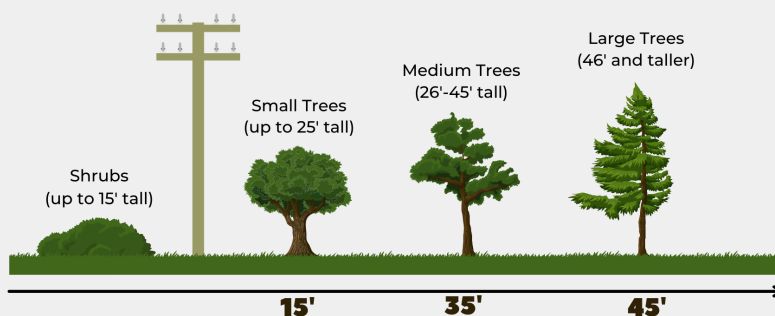 Large Trees
(46' and taller)
Medium Trees
(26'-45' tall)
Small Trees
(up to 25' tall)
Shrubs
(up to 15' tall)
15'
35'
45'